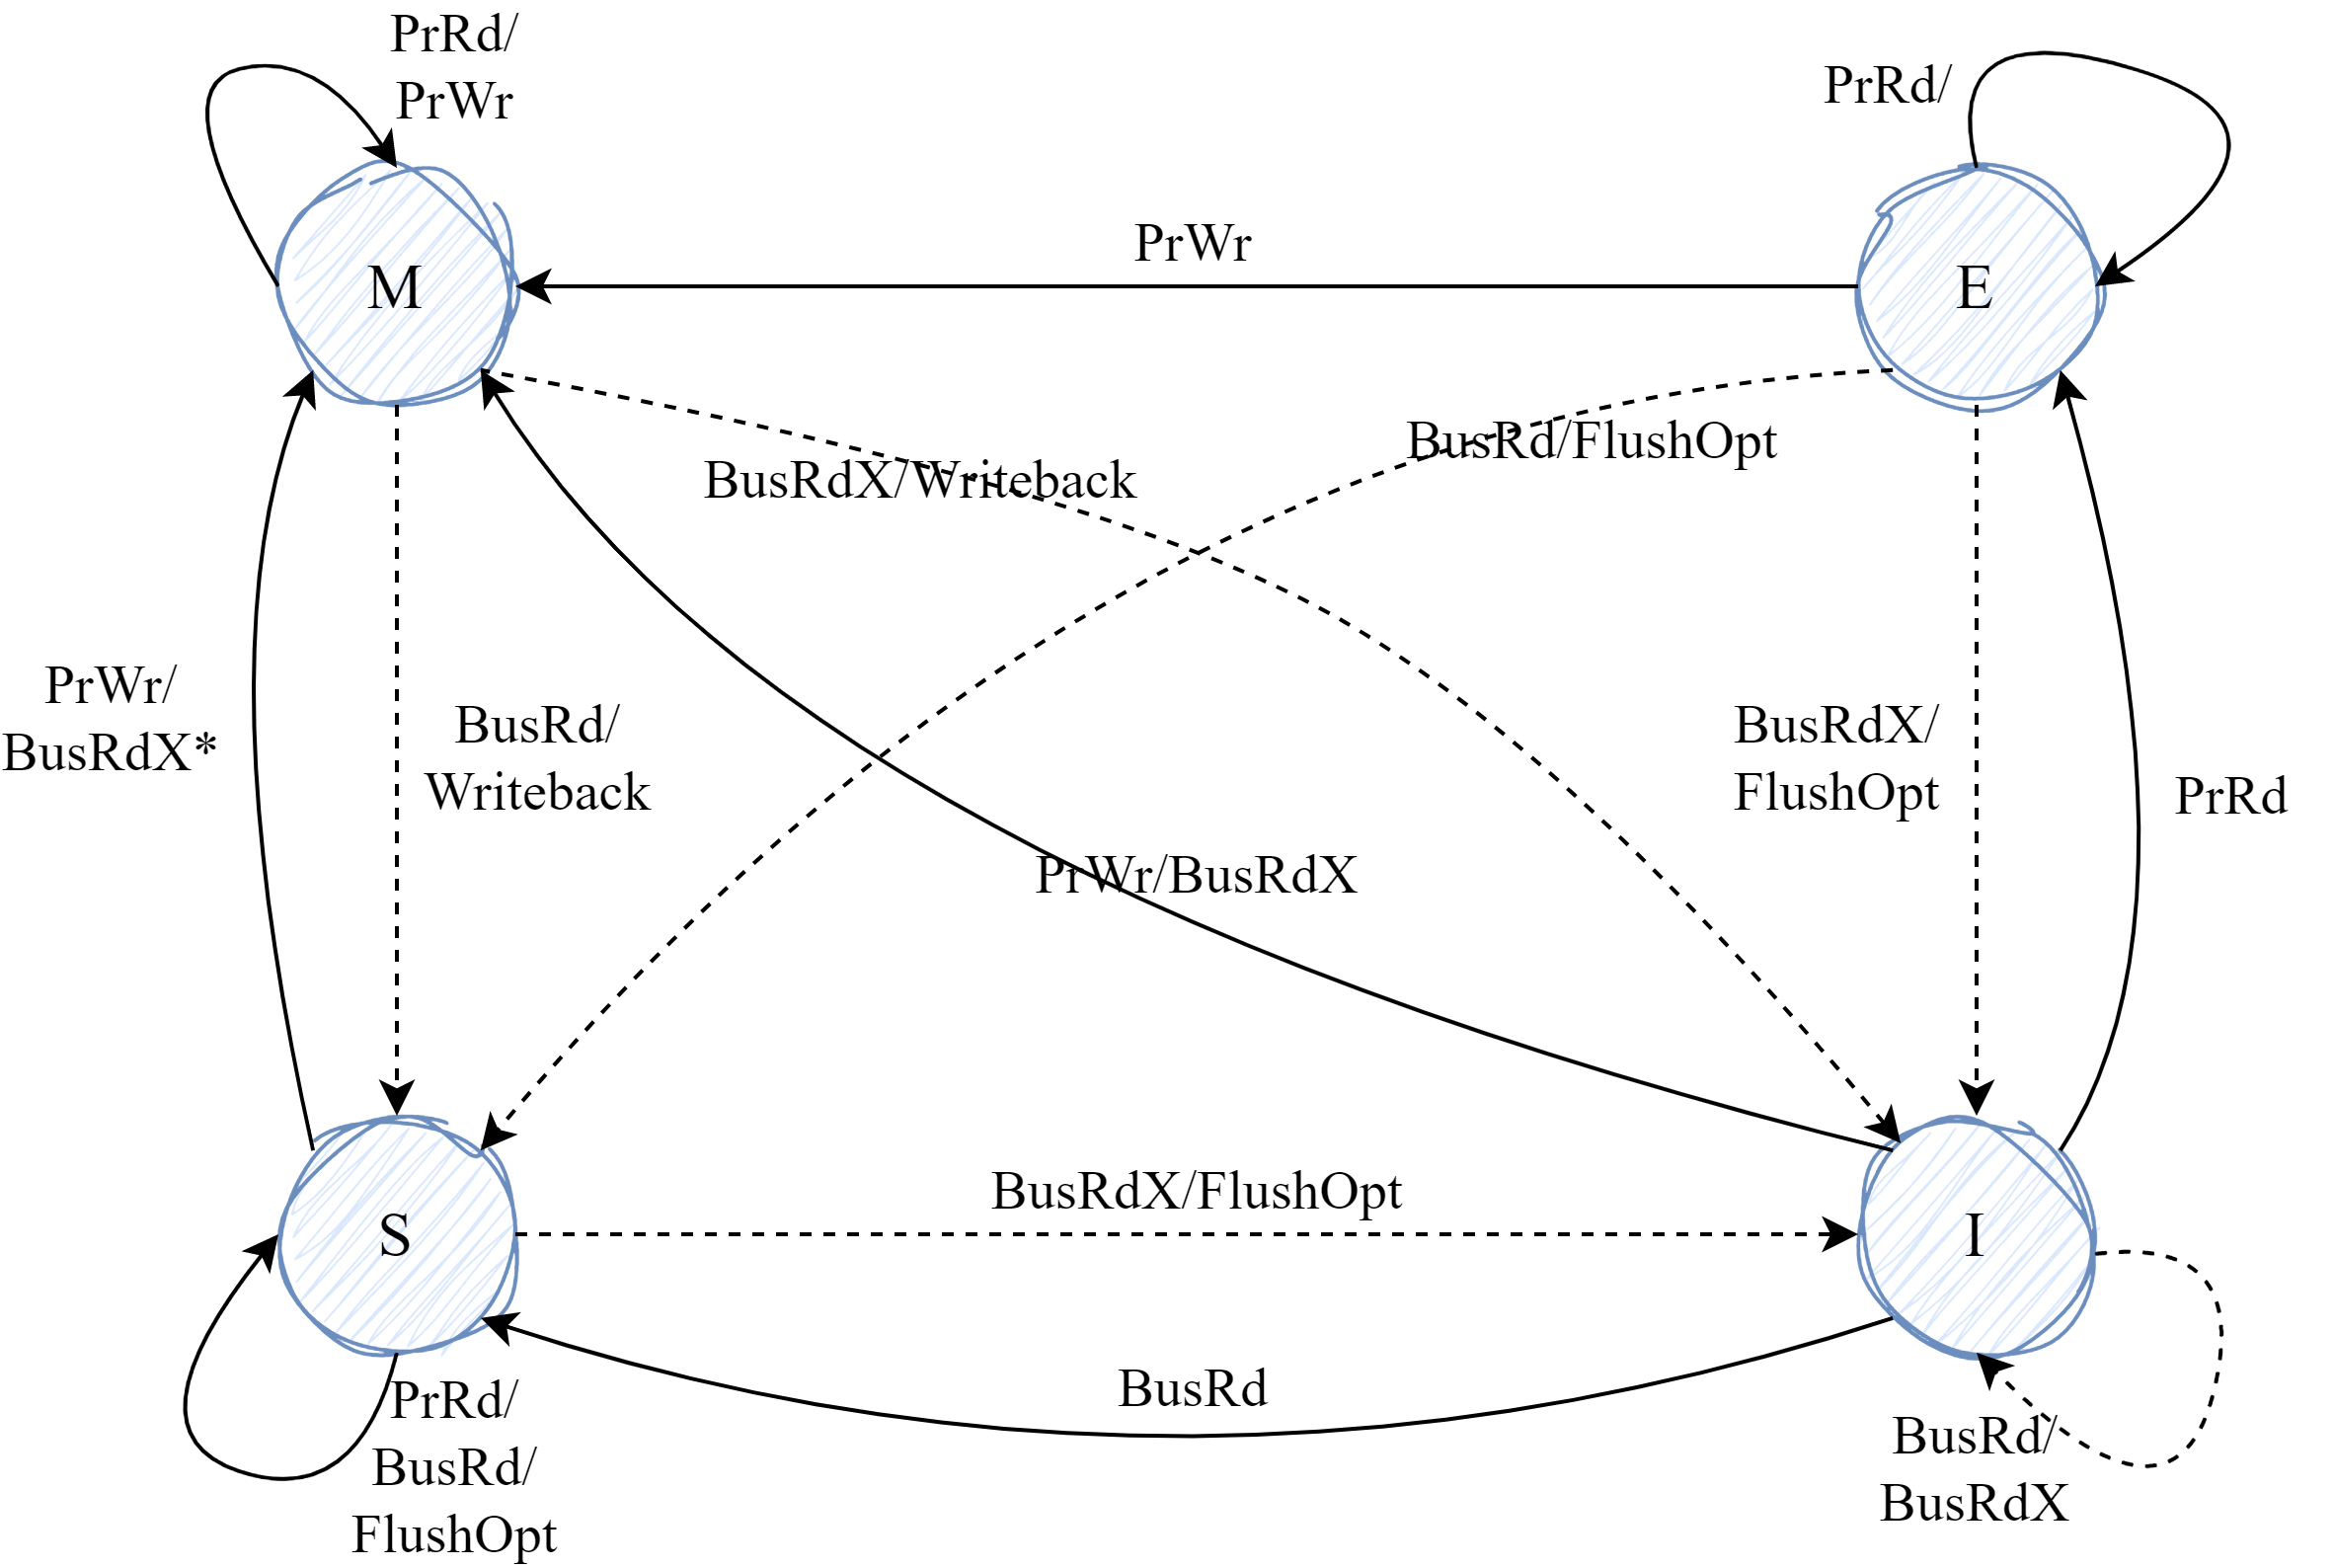 PrRd/
PrWr
PrRd/
M
PrWr
E
BusRdX/Writeback
BusRd/FlushOpt
PrWr/
BusRdX*
BusRd/
Writeback
BusRdX/
FlushOpt
PrRd
PrWr/BusRdX
BusRdX/FlushOpt
S
I
BusRd
PrRd/
BusRd/
FlushOpt
BusRd/
BusRdX